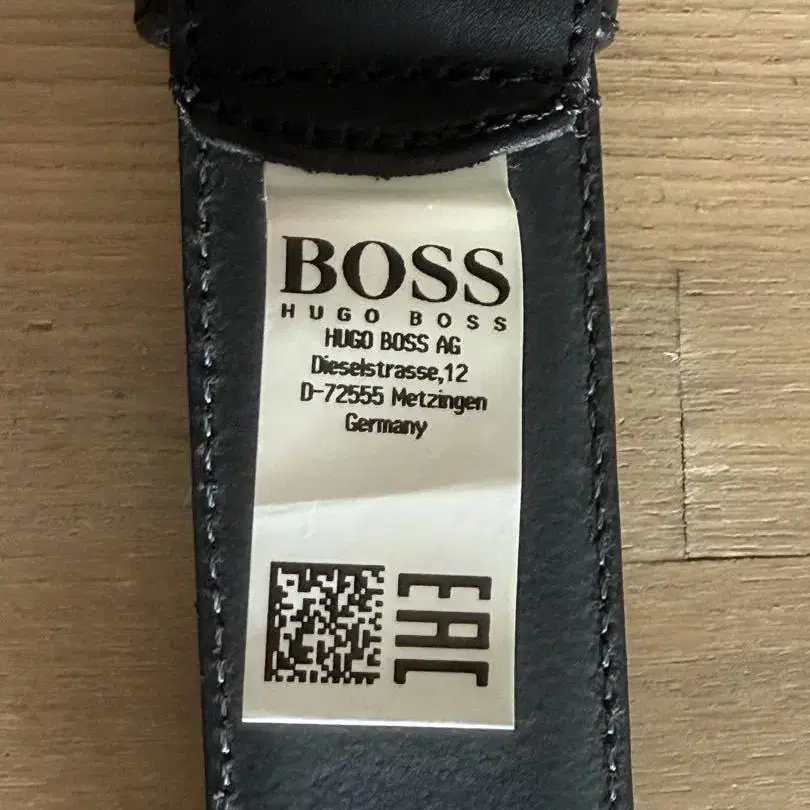 BOSS
HUGO BOSS
HUGO BOSS AG
Dieselstrasse,12
D-72555 Metzingen
Germany
EAC